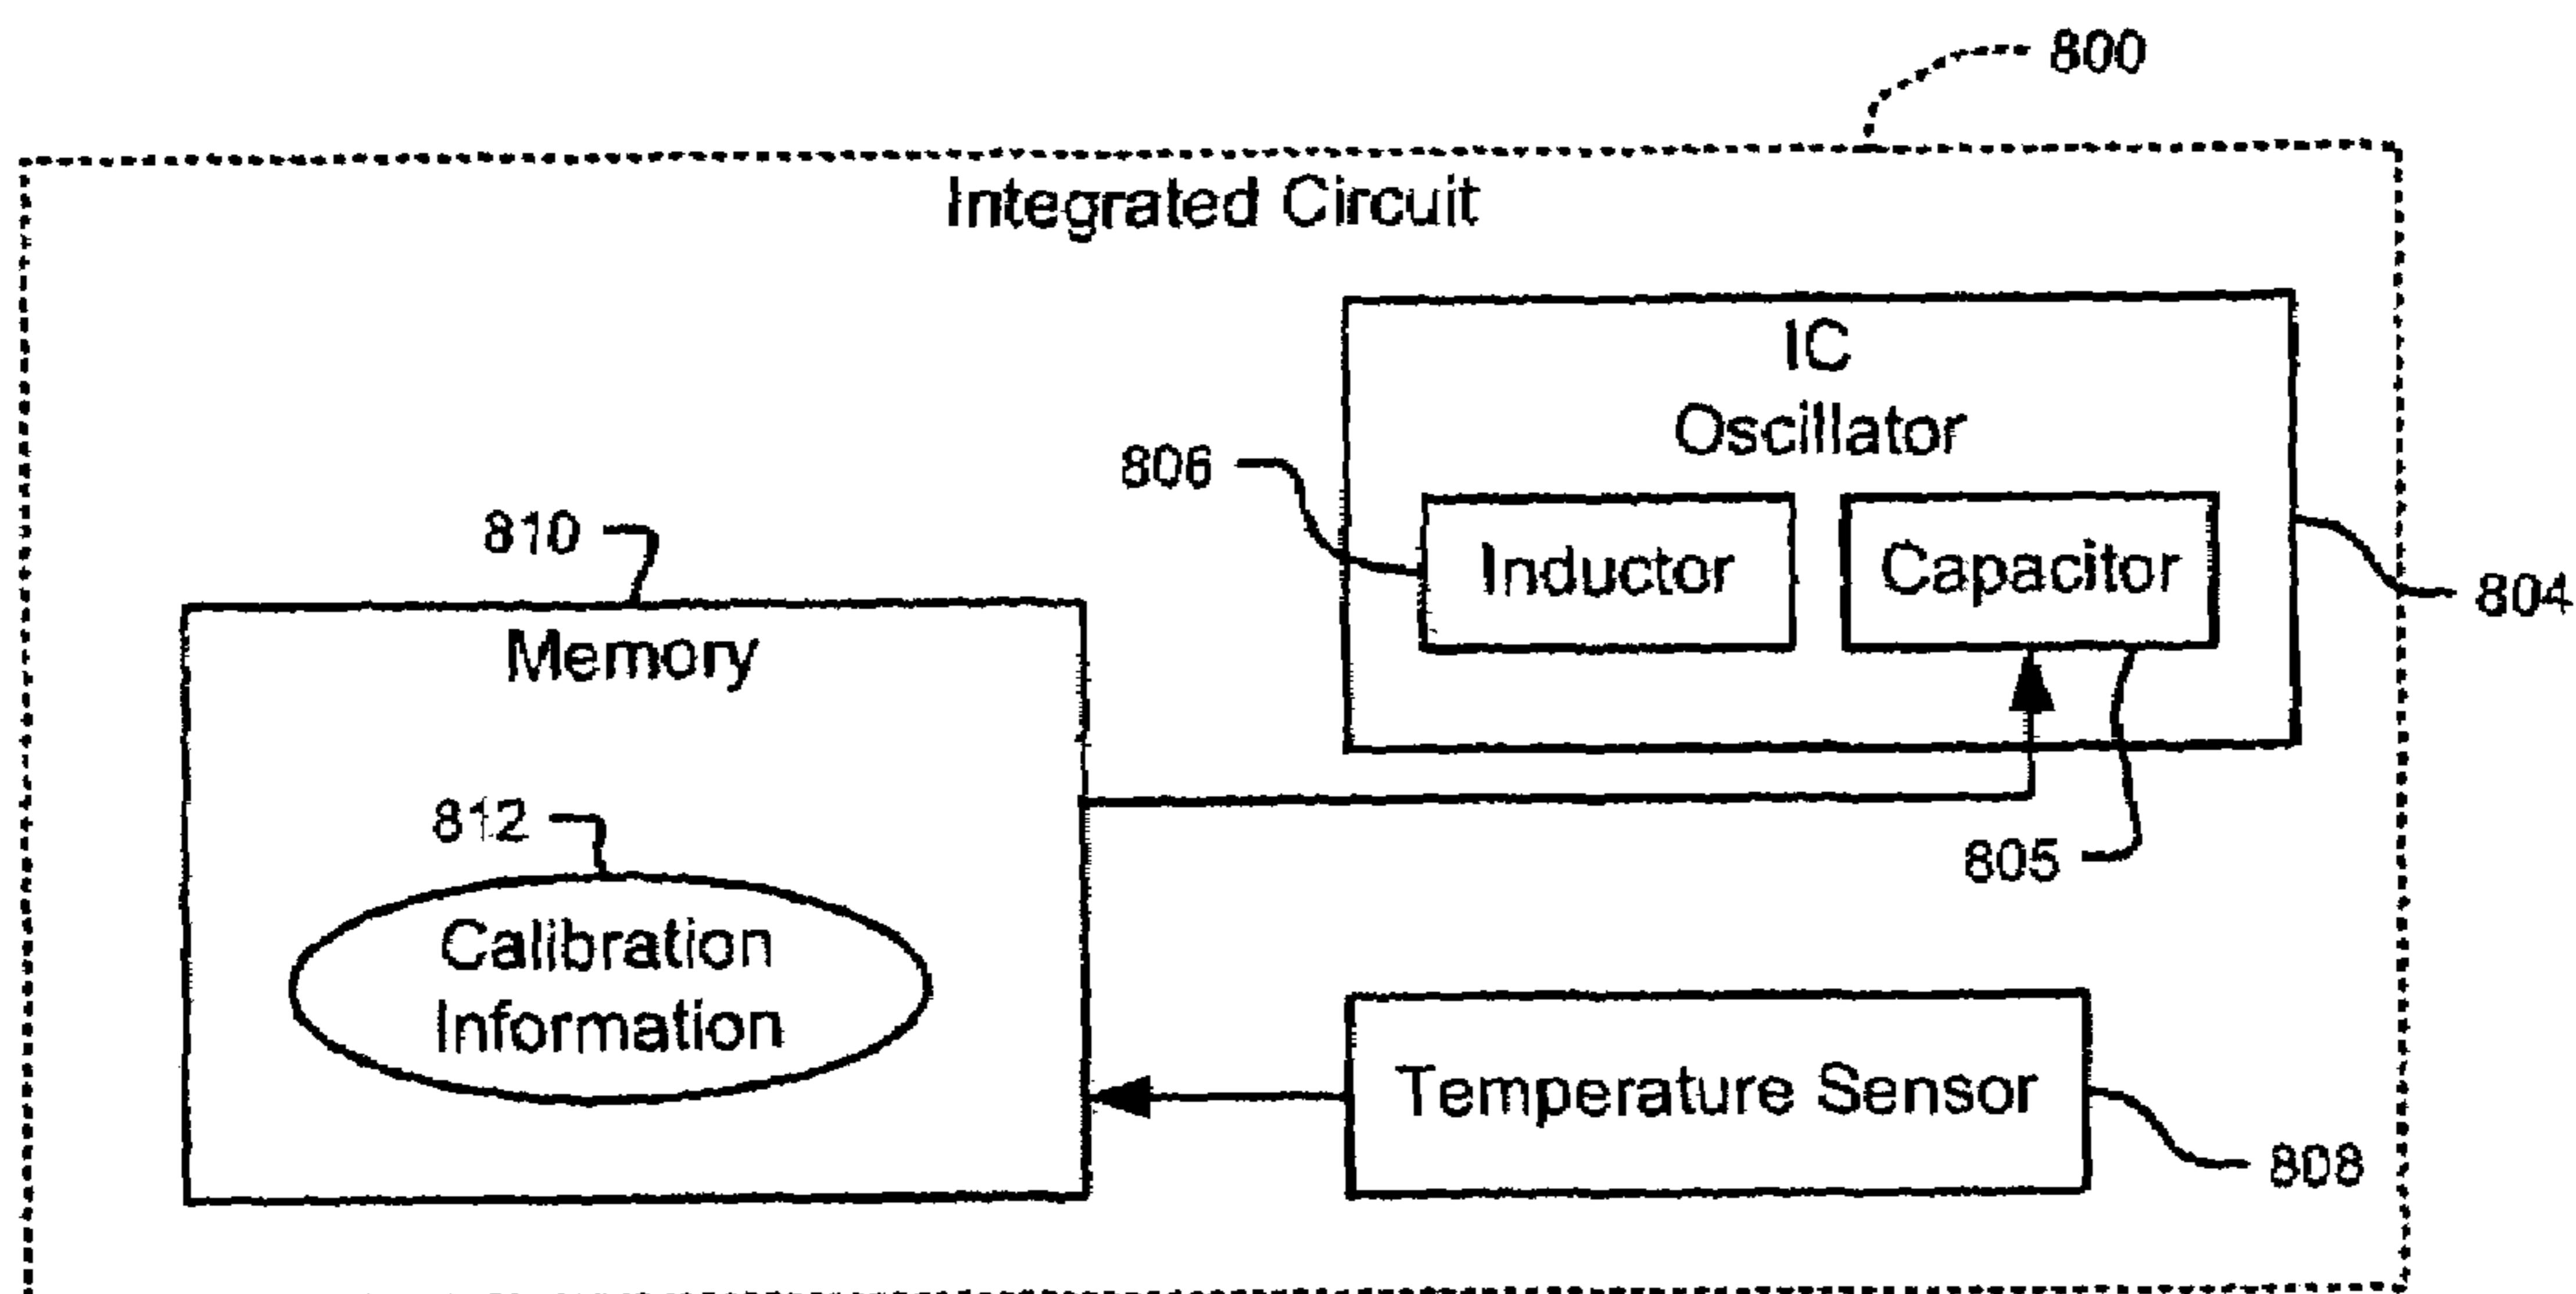 800
Integrated Circuit
IC
Oscillator
806
Inductor
Capacitor
804
810
Memory
805
812
Calibration
Information
Temperature Sensor
808